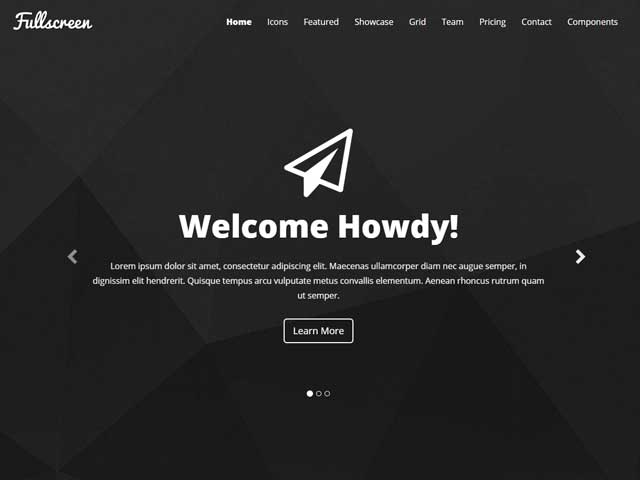 Fullscreen
Home Icons Featured Showcase Grid Team Pricing Contact Components
Welcome Howdy!
Lorem ipsum dolor sit amet, consectetur adipiscing elit. Maecenas ullamcorper diam nec augue semper, in
dignissim elit hendrerit. Quisque tempus arcu vulputate metus convallis elementum. Aenean rhoncus rutrum quam
ut semper.
Learn More